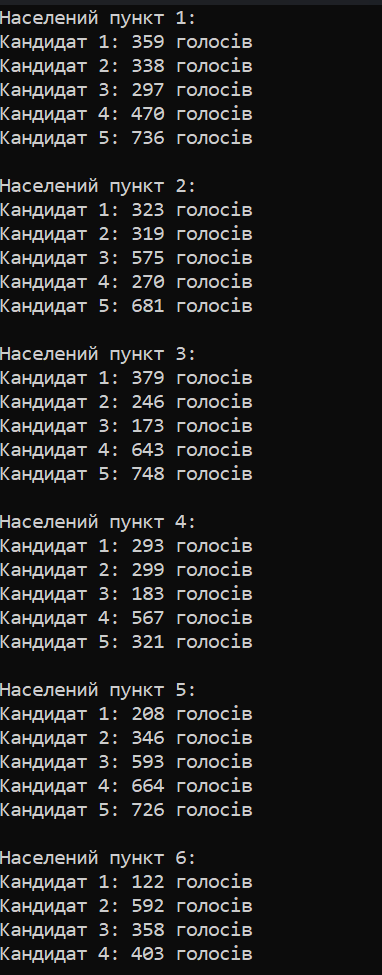 Населений пункт 1:
Кандидат 1: 359 голосів
Кандидат 2: 338 голосів
Кандидат 3: 297 голосів
Кандидат 4: 470 голосів
Кандидат 5: 736 голосів
Населений пункт 2:
Кандидат 1: 323 голосів
Кандидат 2: 319 голосів
Кандидат 3: 575 голосів
Кандидат 4: 270 голосів
Кандидат 5: 681 голосів
Населений пункт 3:
Кандидат 1: 379 голосів
Кандидат 2: 246 голосів
Кандидат 3: 173 голосів
Кандидат 4: 643 голосів
Кандидат 5: 748 голосів
Населений пункт 4:
Кандидат 1: 293 голосів
Кандидат 2: 299 голосів
Кандидат 3: 183 голосів
Кандидат 4: 567 голосів
Кандидат 5: 321 голосів
Населений пункт 5:
Кандидат 1: 208 голосів
Кандидат 2: 346 голосів
Кандидат 3: 593 голосів
Кандидат 4: 664 голосів
Кандидат 5: 726 голосів
Населений пункт 6:
Кандидат 1: 122 голосів
Кандидат 2: 592 голосів
Кандидат 3: 358 голосів
Кандидат 4: 403 голосів